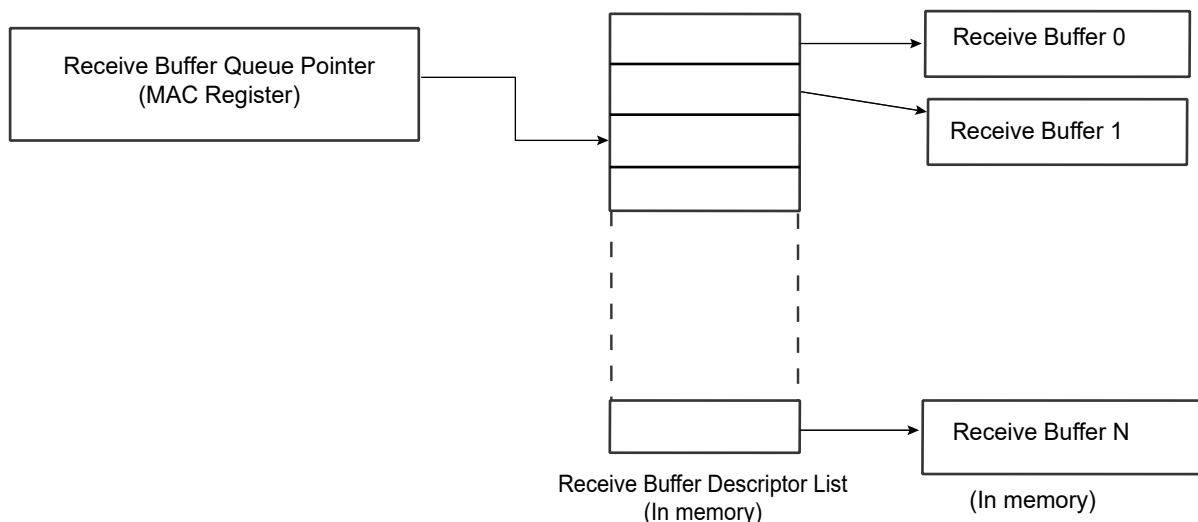 Receive Buffer Queue Pointer
(MAC Register)
Receive Buffer 0
Receive Buffer 1
Receive Buffer N
Receive Buffer Descriptor List
(In memory)
(In memory)